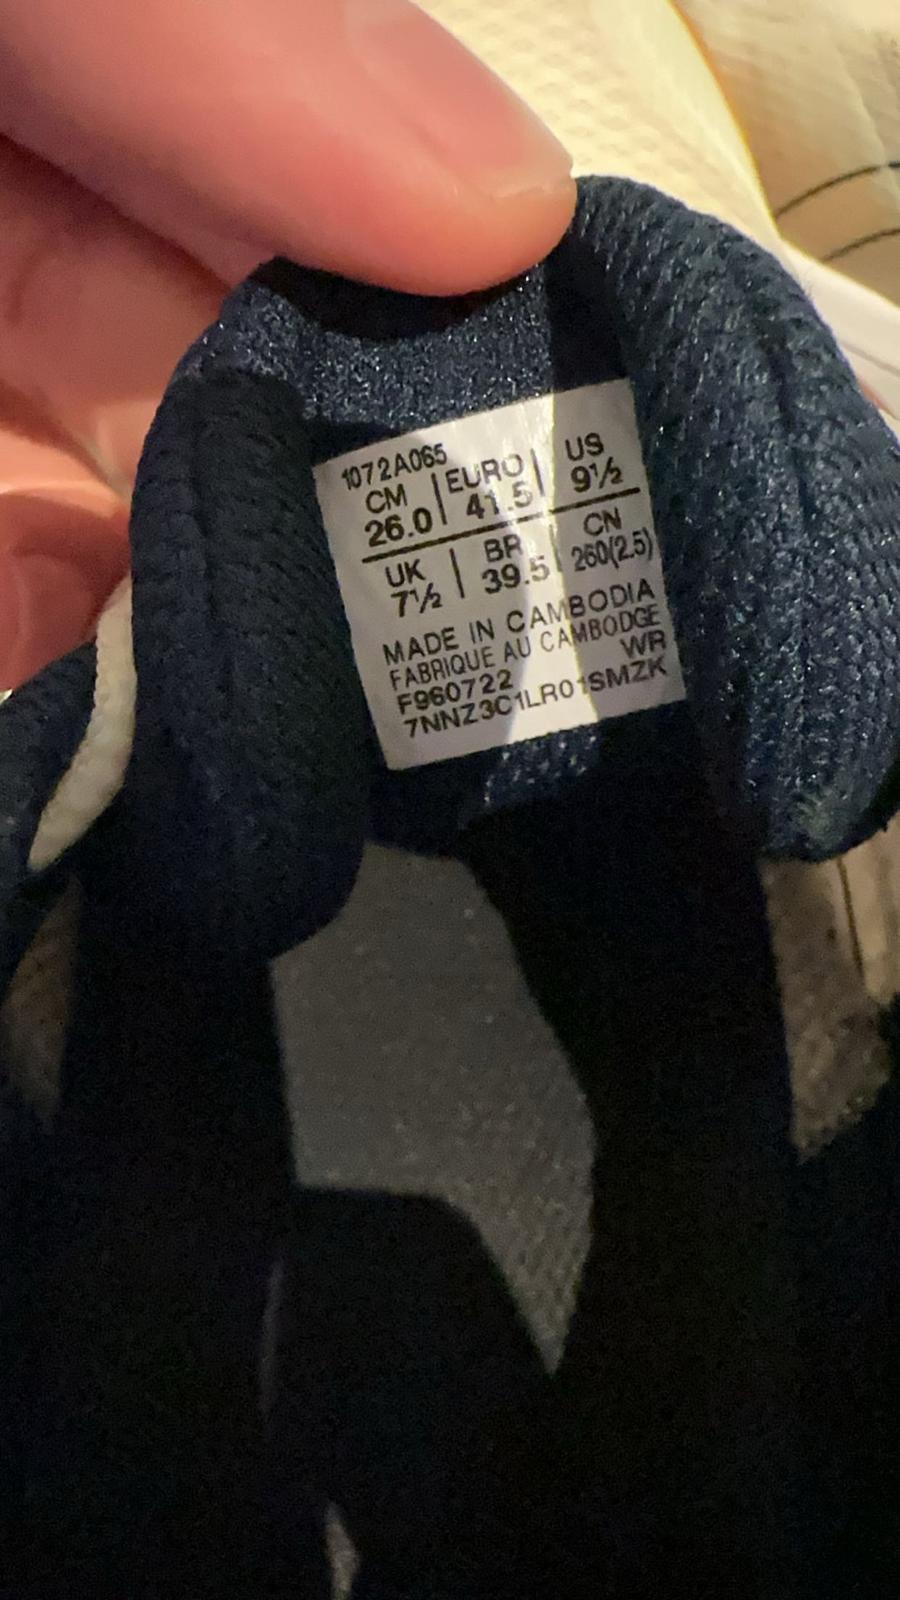 1072A065
CM | EURO | US
26.0 | 41.5 | 9½
UK | BR | CN
7½ | 39.5 | 260(2.5)
MADE IN CAMBODIA
FABRIQUE AU CAMBODGE
F960722 WR
7NNZ3C1LR01SMZK